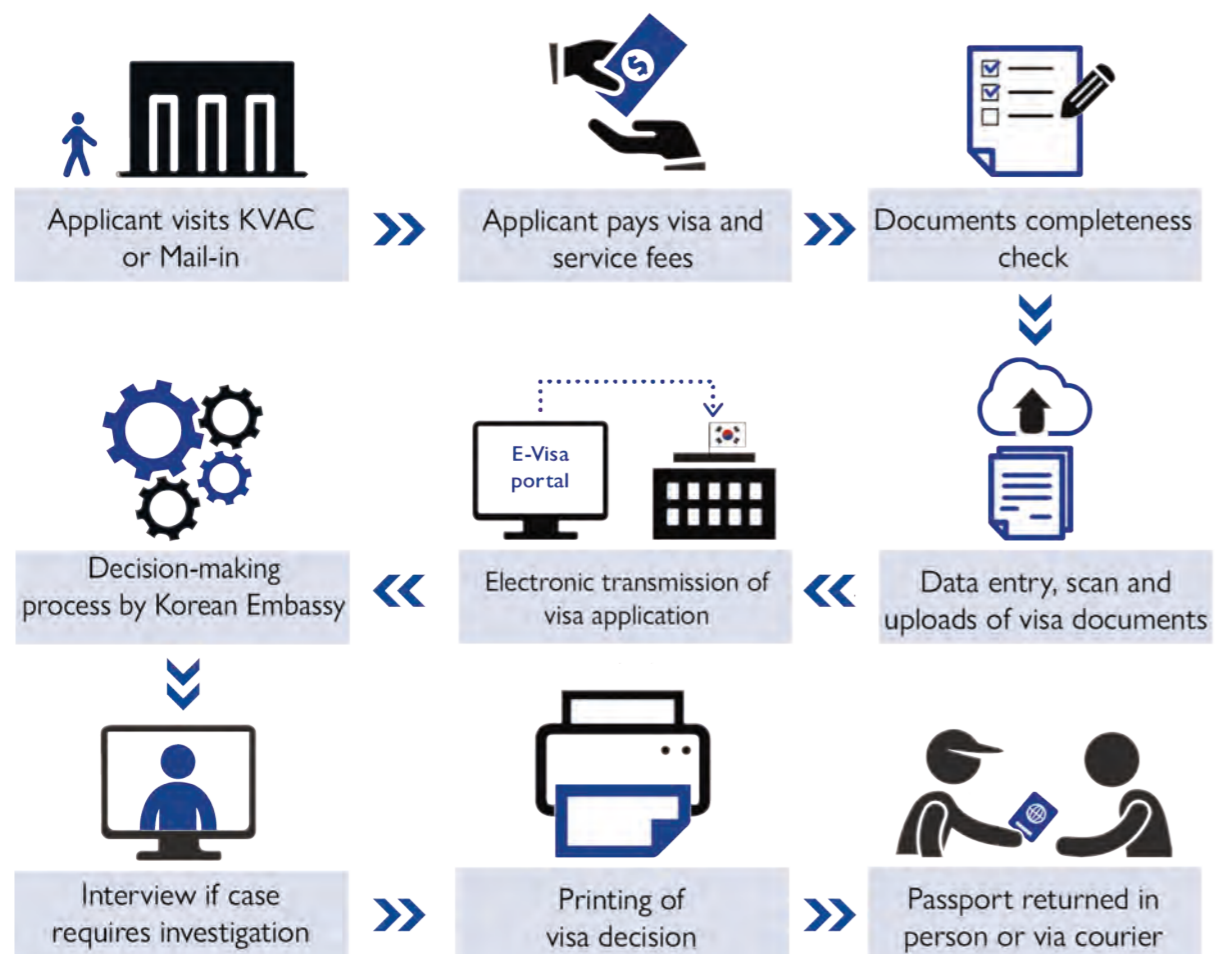 Applicant visits KVAC
or Mail-in
Applicant pays visa and
service fees
Documents completeness
check
E-Visa
portal
Data entry, scan and
uploads of visa documents
Electronic transmission of
visa application
Decision-making
process by Korean Embassy
Interview if case
requires investigation
Printing of
visa decision
Passport returned in
person or via courier